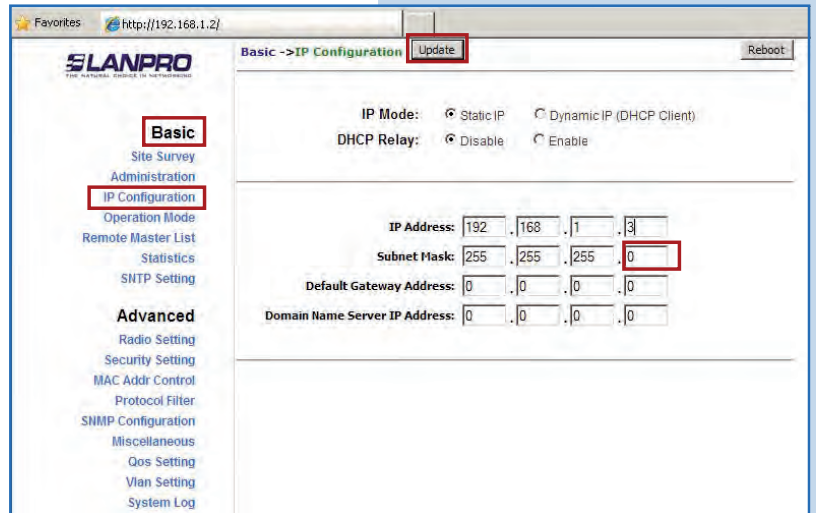 Favorites http://192.168.1.2/
LANPRO
THE NATURAL CHOICE IN NETWORKING
Basic ->IP Configuration Update Reboot
IP Mode: Static IP Dynamic IP (DHCP Client)
DHCP Relay: Disable Enable
Basic
Site Survey
Administration
IP Configuration
Operation Mode
Remote Master List
Statistics
SNTP Setting
Advanced
Radio Setting
Security Setting
MAC Addr Control
Protocol Filter
SNMP Configuration
Miscellaneous
Qos Setting
Vlan Setting
System Log
IP Address: 192 . 168 . 1 . 3
Subnet Mask: 255 . 255 . 255 . 0
Default Gateway Address: 0 . 0 . 0 . 0
Domain Name Server IP Address: 0 . 0 . 0 . 0